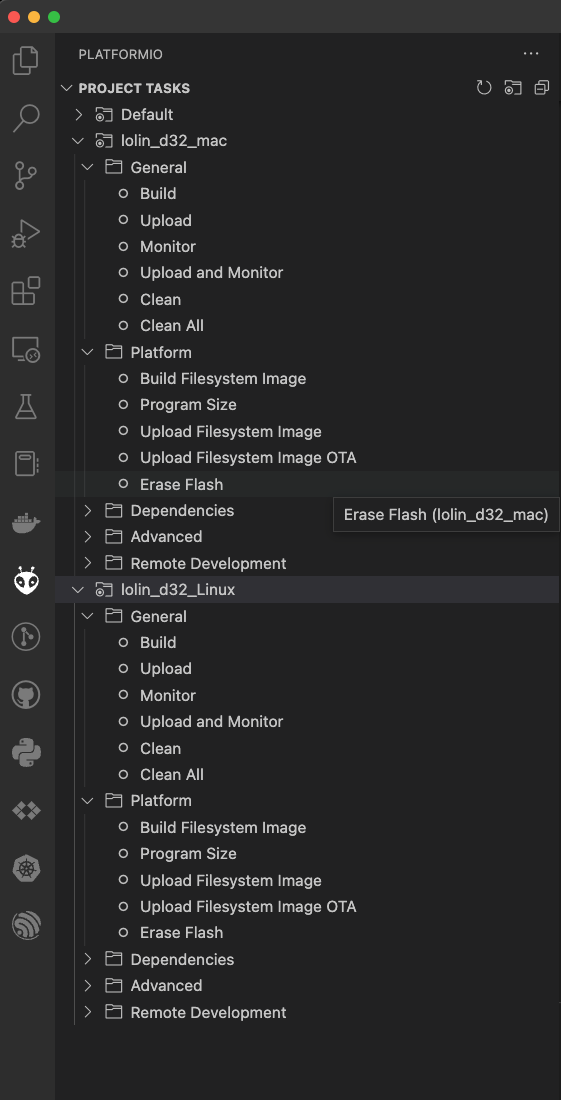 PLATFORMIO
PROJECT TASKS
Default
lolin_d32_mac
General
Build
Upload
Monitor
Upload and Monitor
Clean
Clean All
Platform
Build Filesystem Image
Program Size
Upload Filesystem Image
Upload Filesystem Image OTA
Erase Flash
Dependencies
Erase Flash (lolin_d32_mac)
Advanced
Remote Development
lolin_d32_Linux
General
Build
Upload
Monitor
Upload and Monitor
Clean
Clean All
Platform
Build Filesystem Image
Program Size
Upload Filesystem Image
Upload Filesystem Image OTA
Erase Flash
Dependencies
Advanced
Remote Development